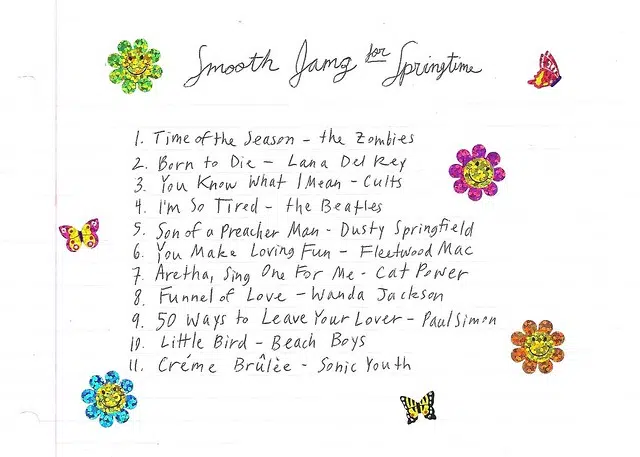 Smooth Jamz for Springtime
1. Time of the Season - the Zombies
2. Born to Die - Lana Del Rey
3. You Know What I Mean - Cults
4. I'm So Tired - the Beatles
5. Son of a Preacher Man - Dusty Springfield
6. You Make Loving Fun - Fleetwood Mac
7. Aretha, Sing One For Me - Cat Power
8. Funnel of Love - Wanda Jackson
9. 50 Ways to Leave Your Lover - Paul Simon
10. Little Bird - Beach Boys
11. Créme Brûlèe - Sonic Youth